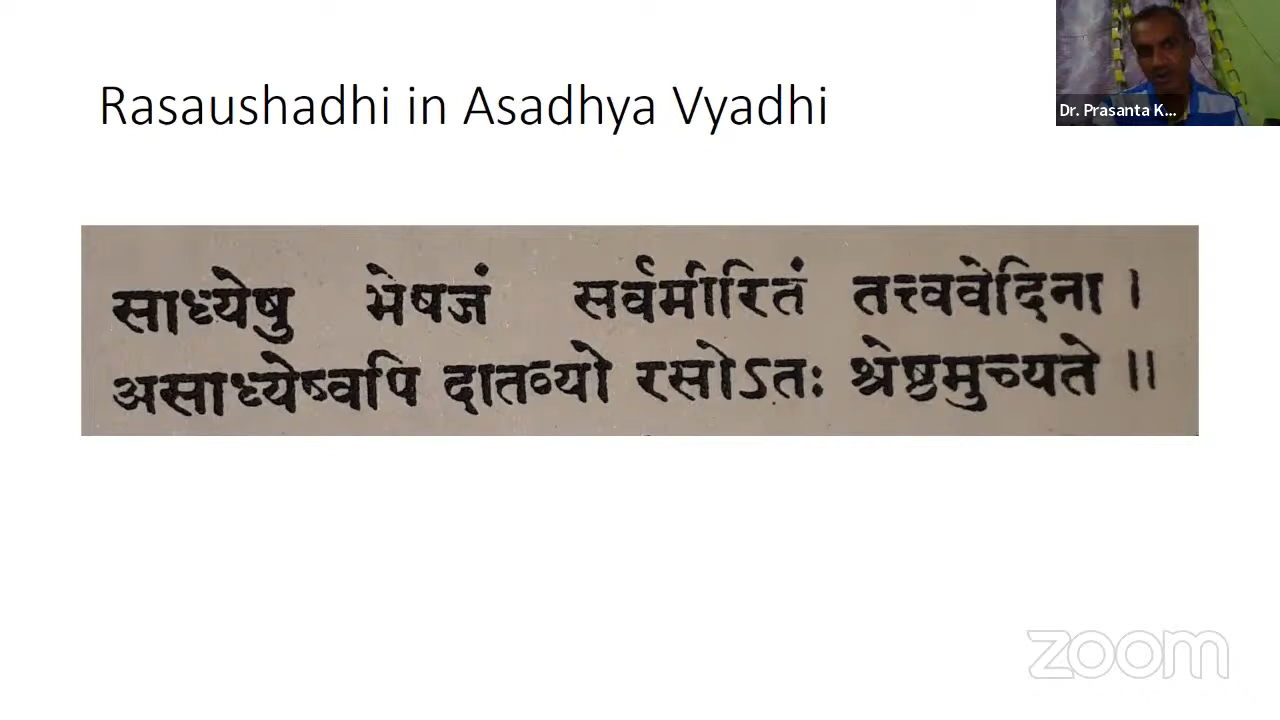 Dr. Prasanta K...
Rasaushadhi in Asadhya Vyadhi
साध्येषु भेषजं सर्वमीरितं तत्त्ववेदिना ।
असाध्येष्वपि दातव्यो रसोऽतः श्रेष्ठमुच्यते ॥
zoom